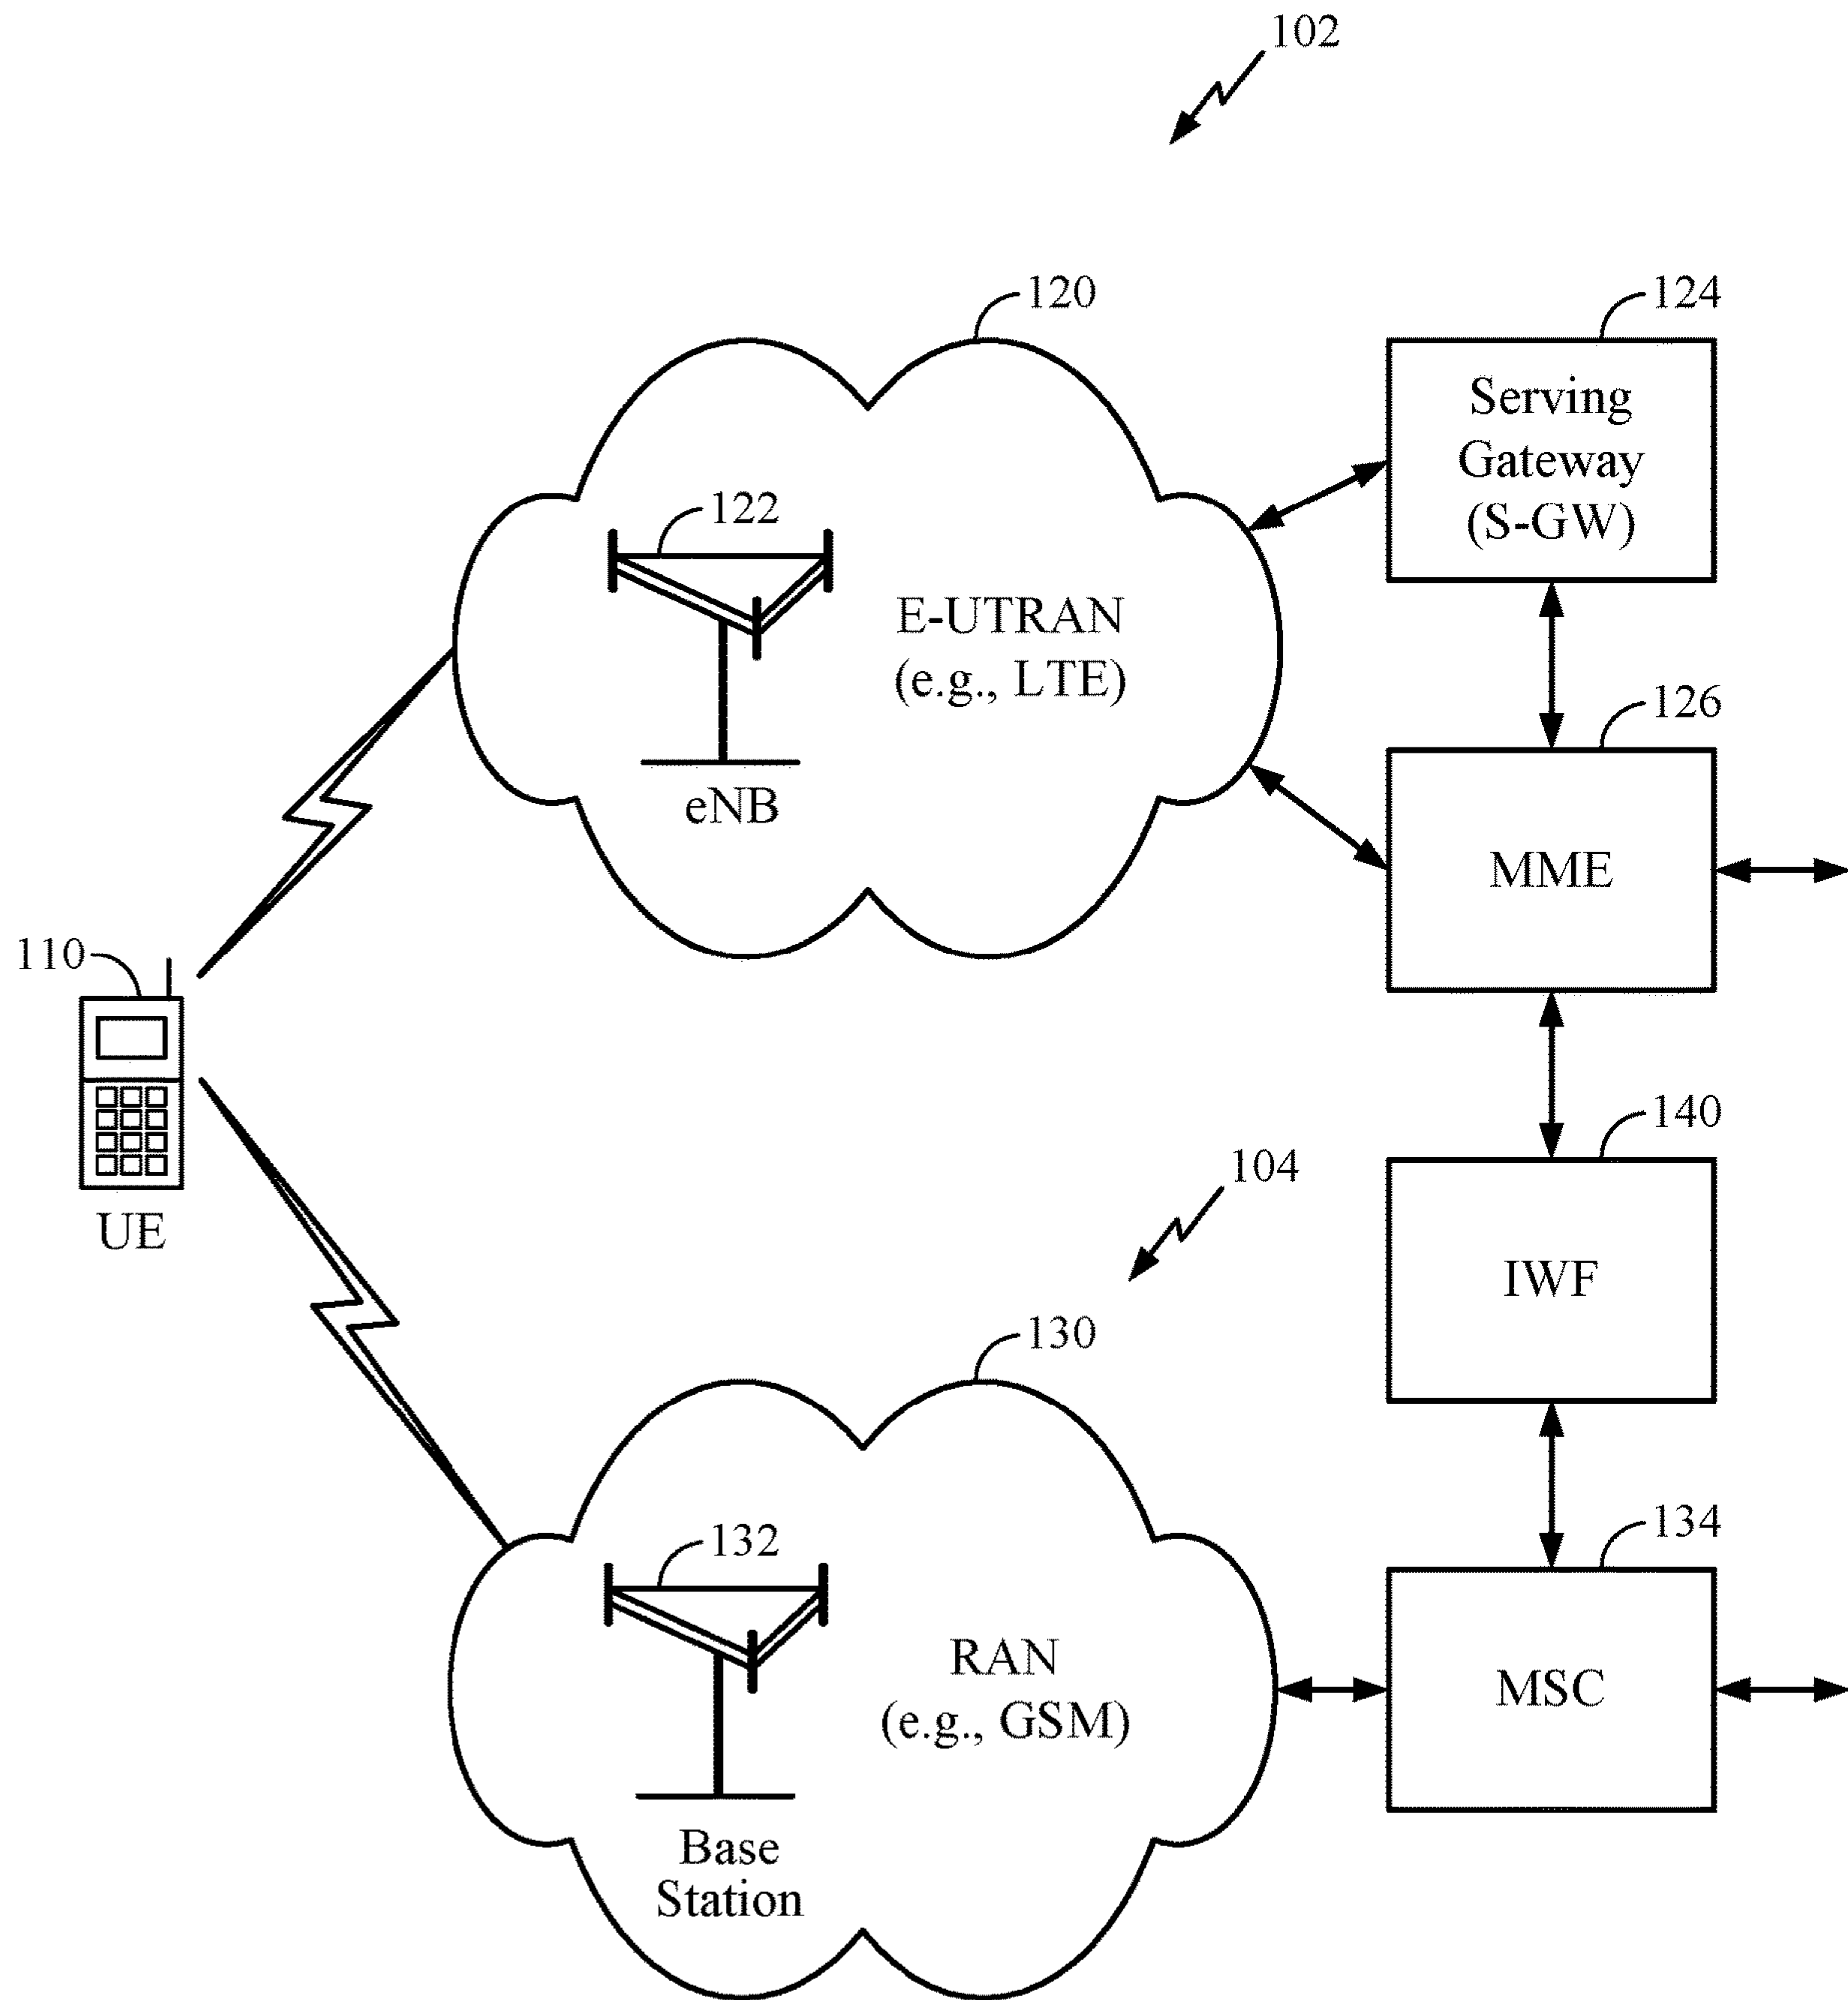 102
120
124
Serving
Gateway
(S-GW)
122
E-UTRAN
(e.g., LTE)
126
eNB
MME
110
UE
140
104
IWF
130
134
132
RAN
(e.g., GSM)
MSC
Base
Station